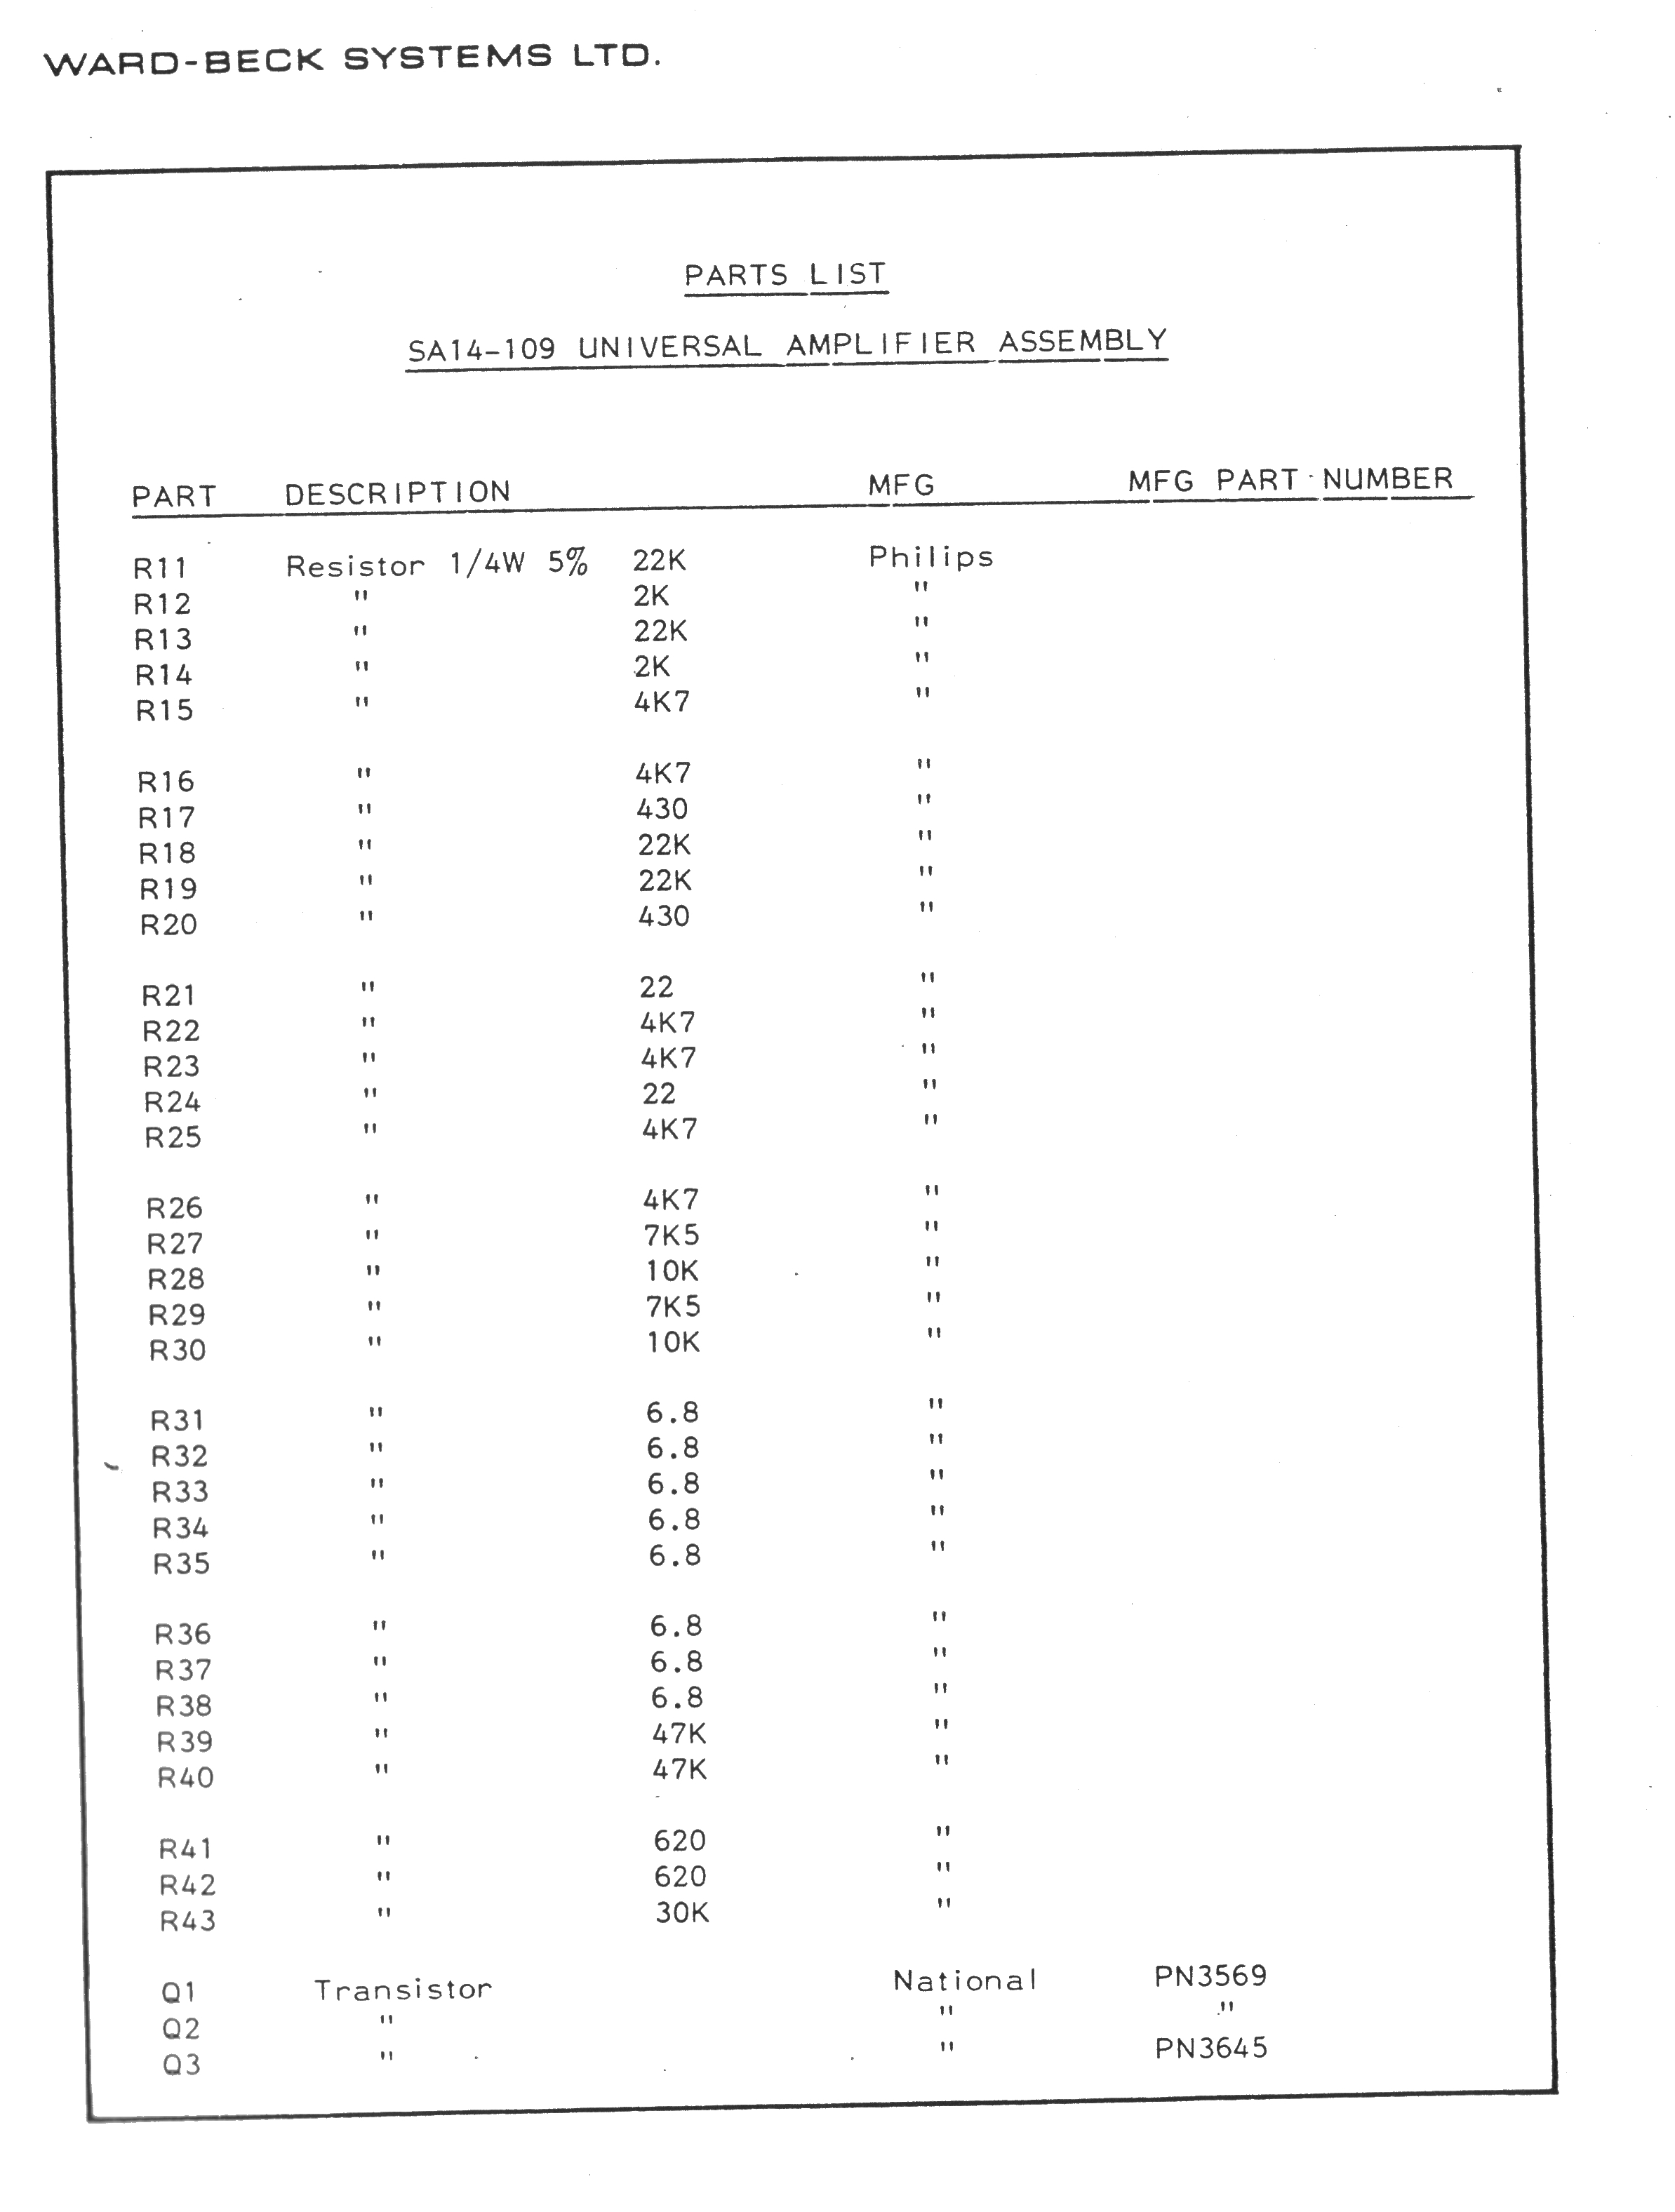 WARD-BECK SYSTEMS LTD.
PARTS LIST
SA14-109 UNIVERSAL AMPLIFIER ASSEMBLY
PART DESCRIPTION MFG MFG PART NUMBER
R11 Resistor 1/4W 5% 22K Philips
R12 " 2K "
R13 " 22K "
R14 " 2K "
R15 " 4K7 "
R16 " 4K7 "
R17 " 430 "
R18 " 22K "
R19 " 22K "
R20 " 430 "
R21 " 22 "
R22 " 4K7 "
R23 " 4K7 "
R24 " 22 "
R25 " 4K7 "
R26 " 4K7 "
R27 " 7K5 "
R28 " 10K "
R29 " 7K5 "
R30 " 10K "
R31 " 6.8 "
R32 " 6.8 "
R33 " 6.8 "
R34 " 6.8 "
R35 " 6.8 "
R36 " 6.8 "
R37 " 6.8 "
R38 " 6.8 "
R39 " 47K "
R40 " 47K "
R41 " 620 "
R42 " 620 "
R43 " 30K "
Q1 Transistor National PN3569
Q2 " " "
Q3 " " PN3645